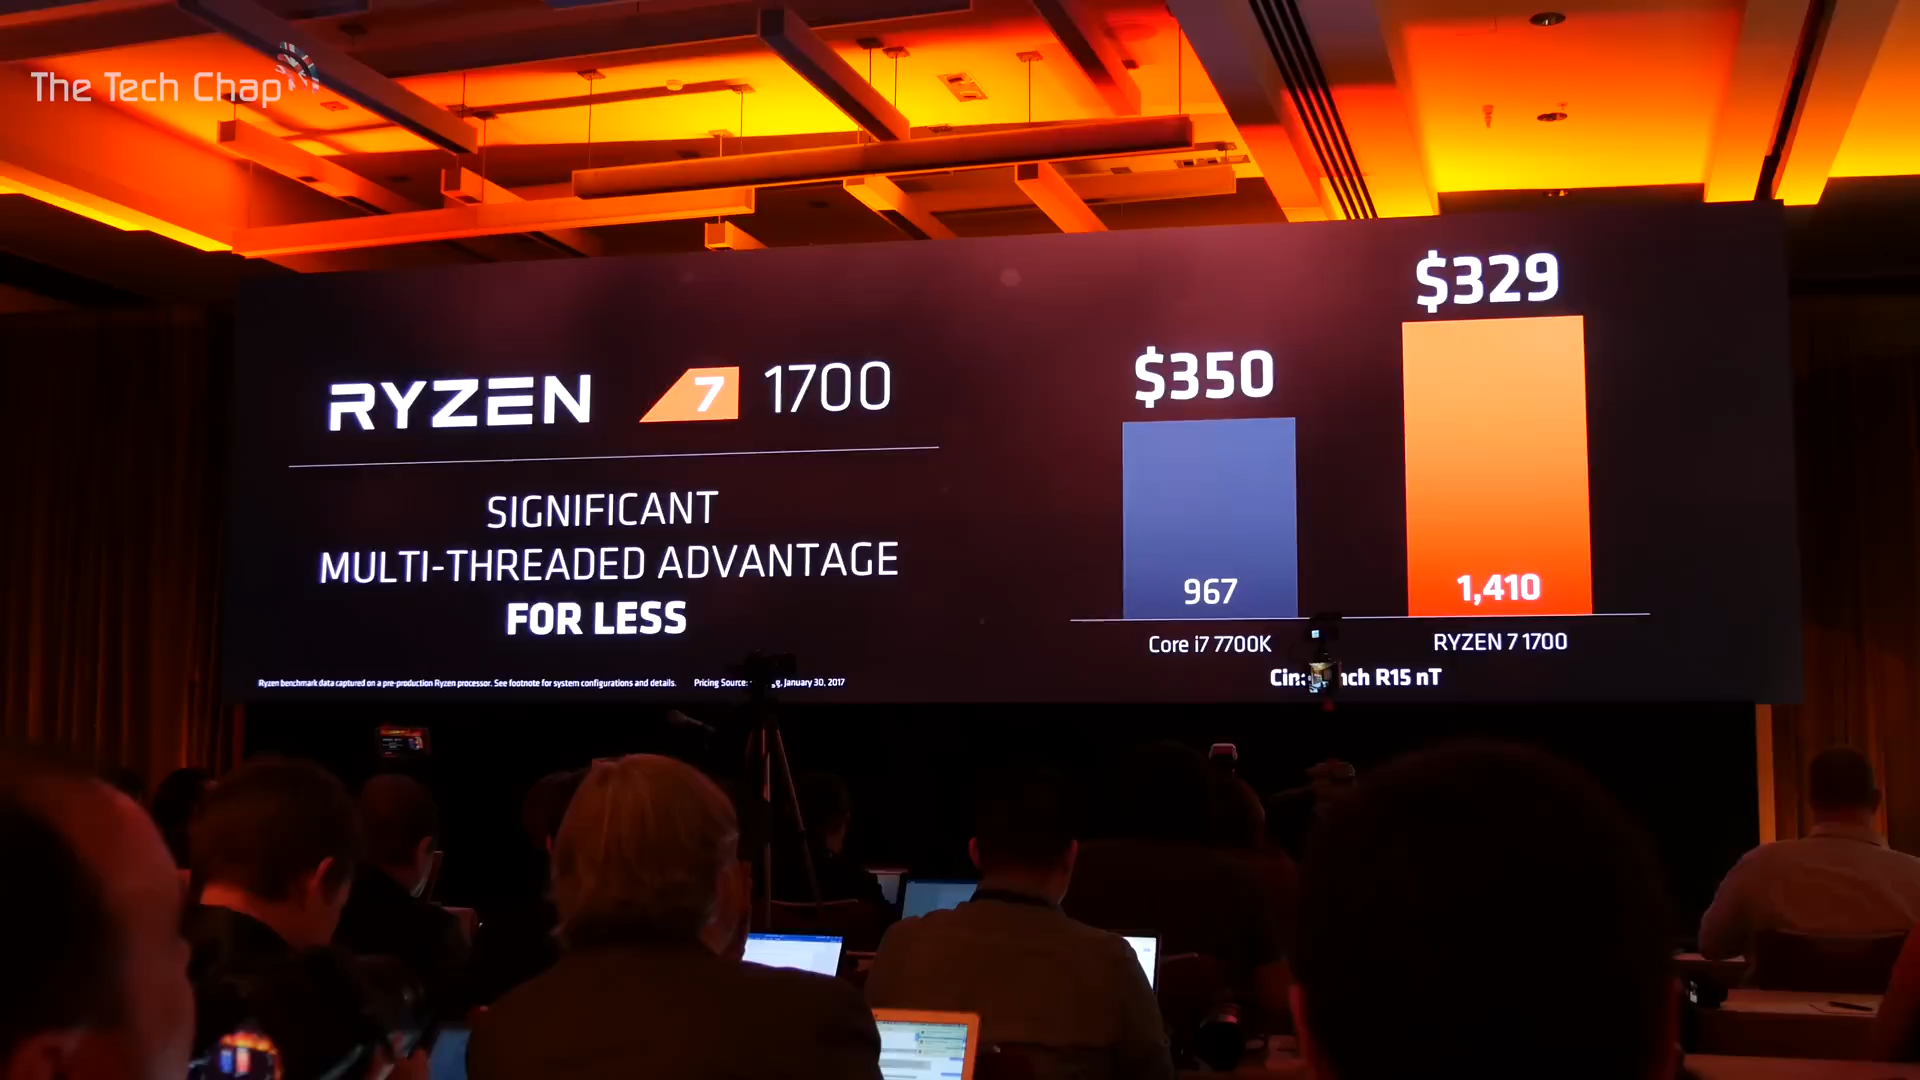 The Tech Chap
RYZEN 7 1700
SIGNIFICANT
MULTI-THREADED ADVANTAGE
FOR LESS
Ryzen benchmark data captured on a pre-production Ryzen processor. See footnote for system configurations and details. Pricing Source: January 30, 2017
$350
$329
967
1,410
Core i7 7700K
RYZEN 7 1700
R15 nT